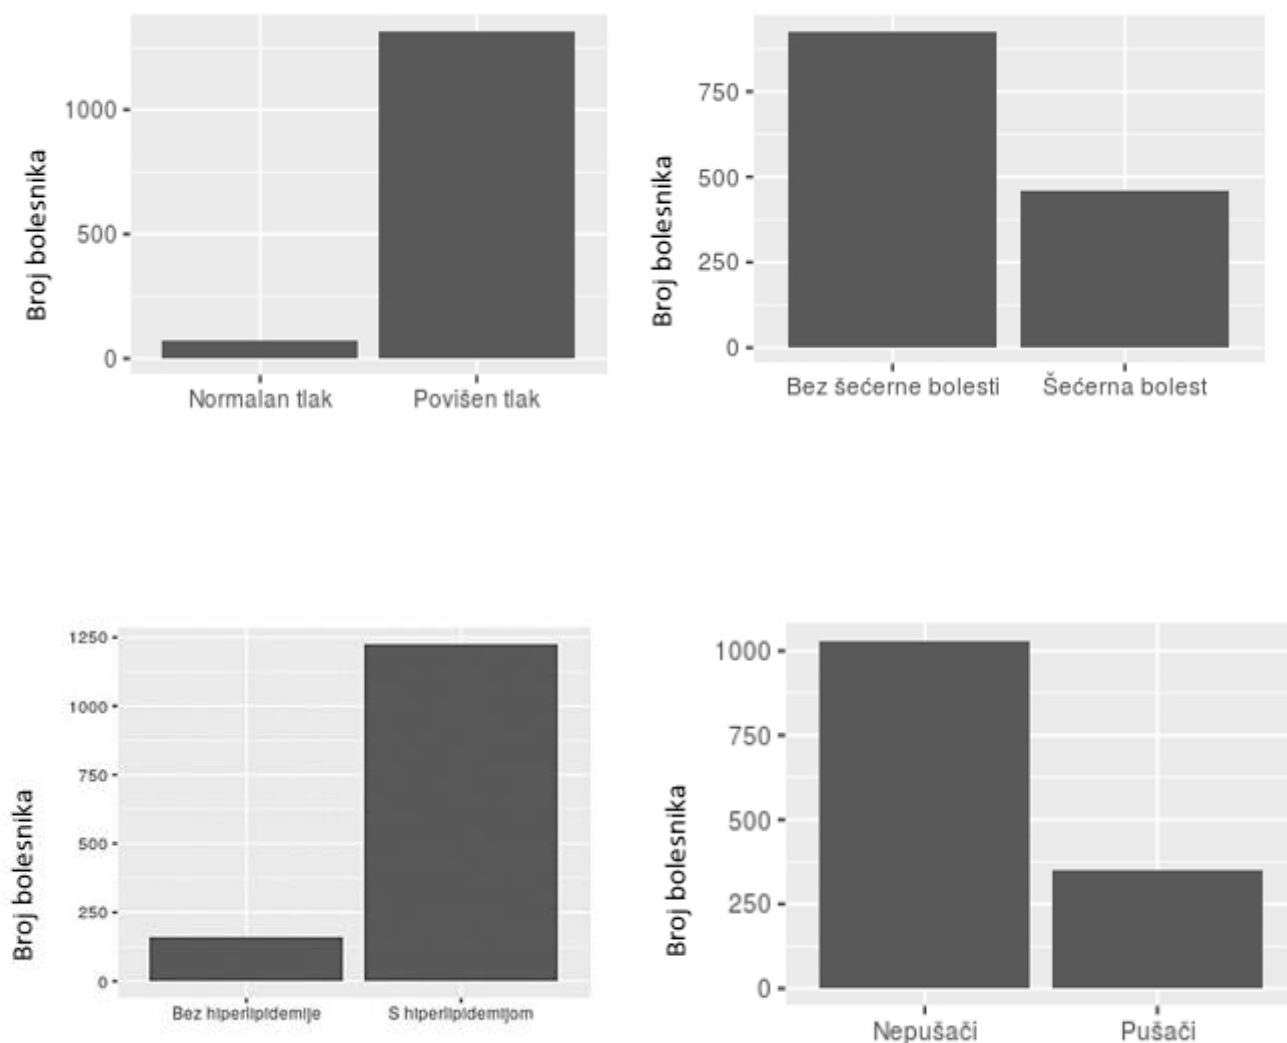 1000
500
0
Broj bolesnika
Normalan tlak Povišen tlak
750
500
250
0
Broj bolesnika
Bez šećerne bolesti Šećerna bolest
1250
1000
750
500
250
0
Broj bolesnika
Bez hiperlipidemije S hiperlipidemijom
1000
750
500
250
0
Broj bolesnika
Nepušači Pušači